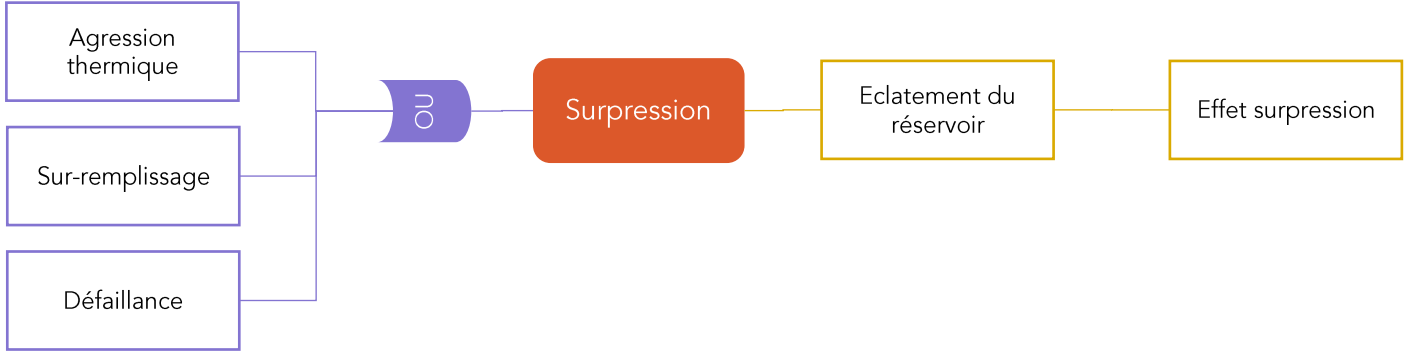 Agression
thermique
Sur-remplissage
Défaillance
OU
Surpression
Eclatement du
réservoir
Effet surpression